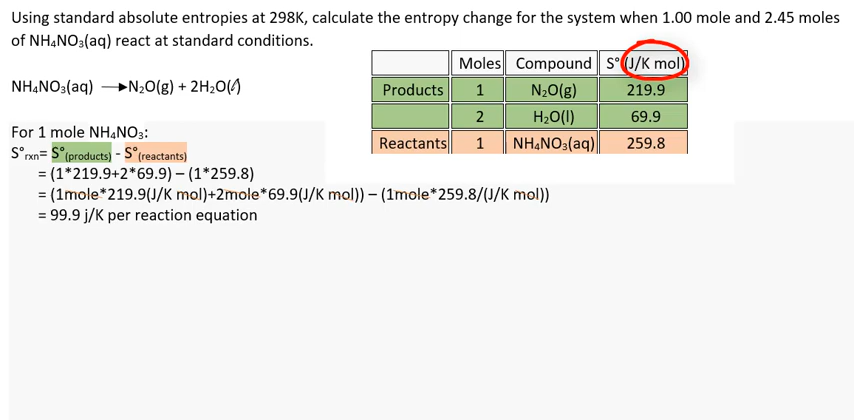 Using standard absolute entropies at 298K, calculate the entropy change for the system when 1.00 mole and 2.45 moles
of NH₄NO₃(aq) react at standard conditions.
Moles Compound S°(J/K mol)
NH₄NO₃(aq) ⟶N₂O(g) + 2H₂O(l)
Products 1 N₂O(g) 219.9
2 H₂O(l) 69.9
For 1 mole NH₄NO₃:
Reactants 1 NH₄NO₃(aq) 259.8
S°rxn= S°(products) - S°(reactants)
= (1*219.9+2*69.9) – (1*259.8)
= (1mole*219.9(J/K mol)+2mole*69.9(J/K mol)) – (1mole*259.8/(J/K mol))
= 99.9 j/K per reaction equation